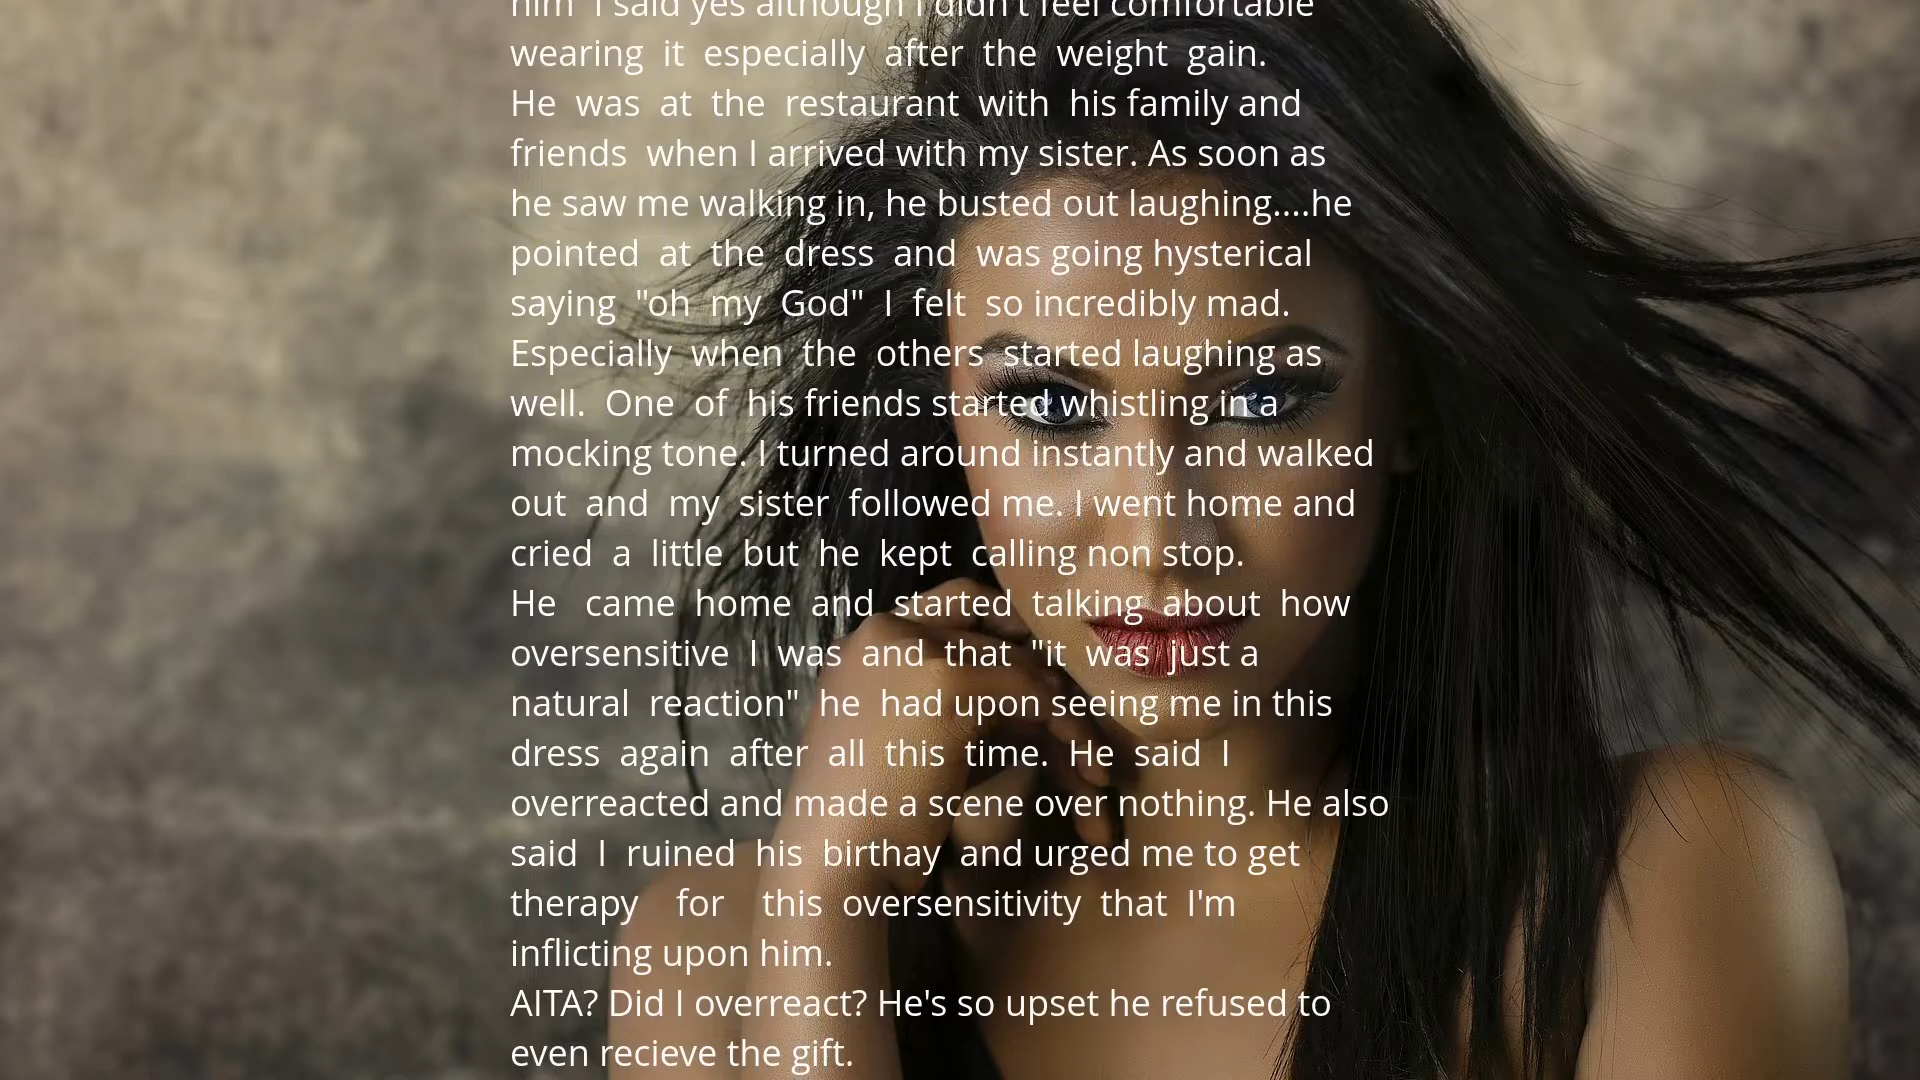 him I said yes although I didn't feel comfortable
wearing it especially after the weight gain.
He was at the restaurant with his family and
friends when I arrived with my sister. As soon as
he saw me walking in, he busted out laughing....he
pointed at the dress and was going hysterical
saying "oh my God" I felt so incredibly mad.
Especially when the others started laughing as
well. One of his friends started whistling in a
mocking tone. I turned around instantly and walked
out and my sister followed me. I went home and
cried a little but he kept calling non stop.
He came home and started talking about how
oversensitive I was and that "it was just a
natural reaction" he had upon seeing me in this
dress again after all this time. He said I
overreacted and made a scene over nothing. He also
said I ruined his birthay and urged me to get
therapy for this oversensitivity that I'm
inflicting upon him.
AITA? Did I overreact? He's so upset he refused to
even recieve the gift.